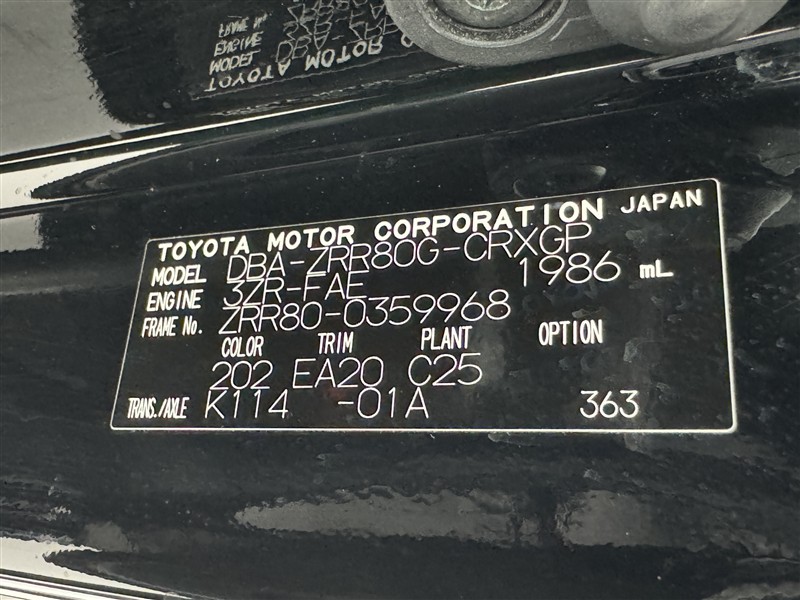 TOYOTA MOTOR CORPORATION JAPAN
MODEL DBA-ZRR80G-CRXGP
ENGINE 3ZR-FAE 1986 mL
FRAME No. ZRR80-0359968
COLOR TRIM PLANT OPTION
202 EA20 C25
TRANS./AXLE K114 -01A 363